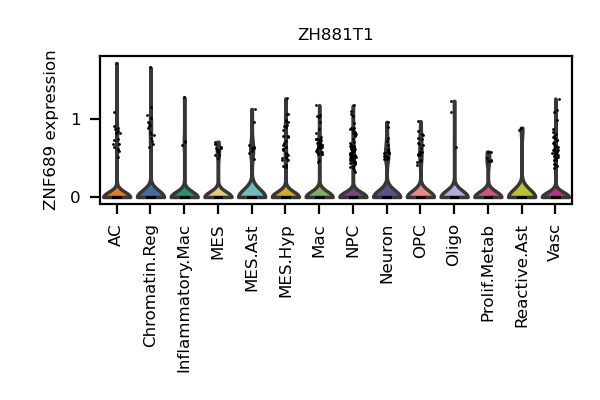 ZH881T1
ZNF689 expression
1
0
AC
Chromatin.Reg
Inflammatory.Mac
MES
MES.Ast
MES.Hyp
Mac
NPC
Neuron
OPC
Oligo
Prolif.Metab
Reactive.Ast
Vasc